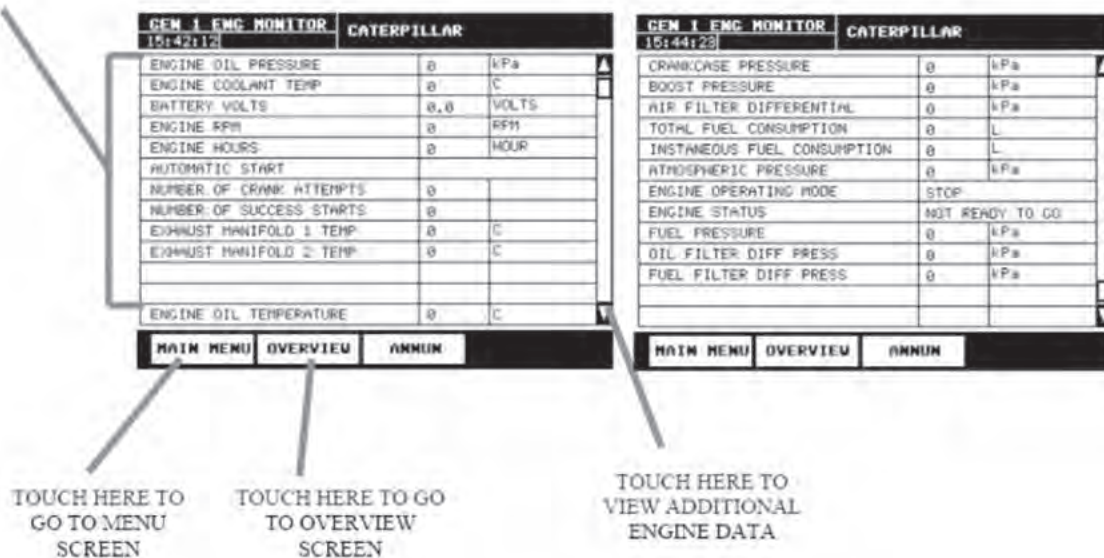 GEN 1 ENG MONITOR
15:42:12
CATERPILLAR
ENGINE OIL PRESSURE 0 kPa
ENGINE COOLANT TEMP 0 C
BATTERY VOLTS 0.0 VOLTS
ENGINE RPM 0 RPM
ENGINE HOURS 0 HOUR
AUTOMATIC START
NUMBER OF CRANK ATTEMPTS 0
NUMBER OF SUCCESS STARTS 0
EXHAUST MANIFOLD 1 TEMP 0 C
EXHAUST MANIFOLD 2 TEMP 0 C
ENGINE OIL TEMPERATURE 0 C
MAIN MENU OVERVIEW ANNUN
GEN 1 ENG MONITOR
15:44:23
CATERPILLAR
CRANKCASE PRESSURE 0 kPa
BOOST PRESSURE 0 kPa
AIR FILTER DIFFERENTIAL 0 kPa
TOTAL FUEL CONSUMPTION 0 L
INSTANEOUS FUEL CONSUMPTION 0 L
ATMOSPHERIC PRESSURE 0 kPa
ENGINE OPERATING MODE STOP
ENGINE STATUS NOT READY TO GO
FUEL PRESSURE 0 kPa
OIL FILTER DIFF PRESS 0 kPa
FUEL FILTER DIFF PRESS 0 kPa
MAIN MENU OVERVIEW ANNUN
TOUCH HERE TO
GO TO MENU
SCREEN
TOUCH HERE TO GO
TO OVERVIEW
SCREEN
TOUCH HERE TO
VIEW ADDITIONAL
ENGINE DATA